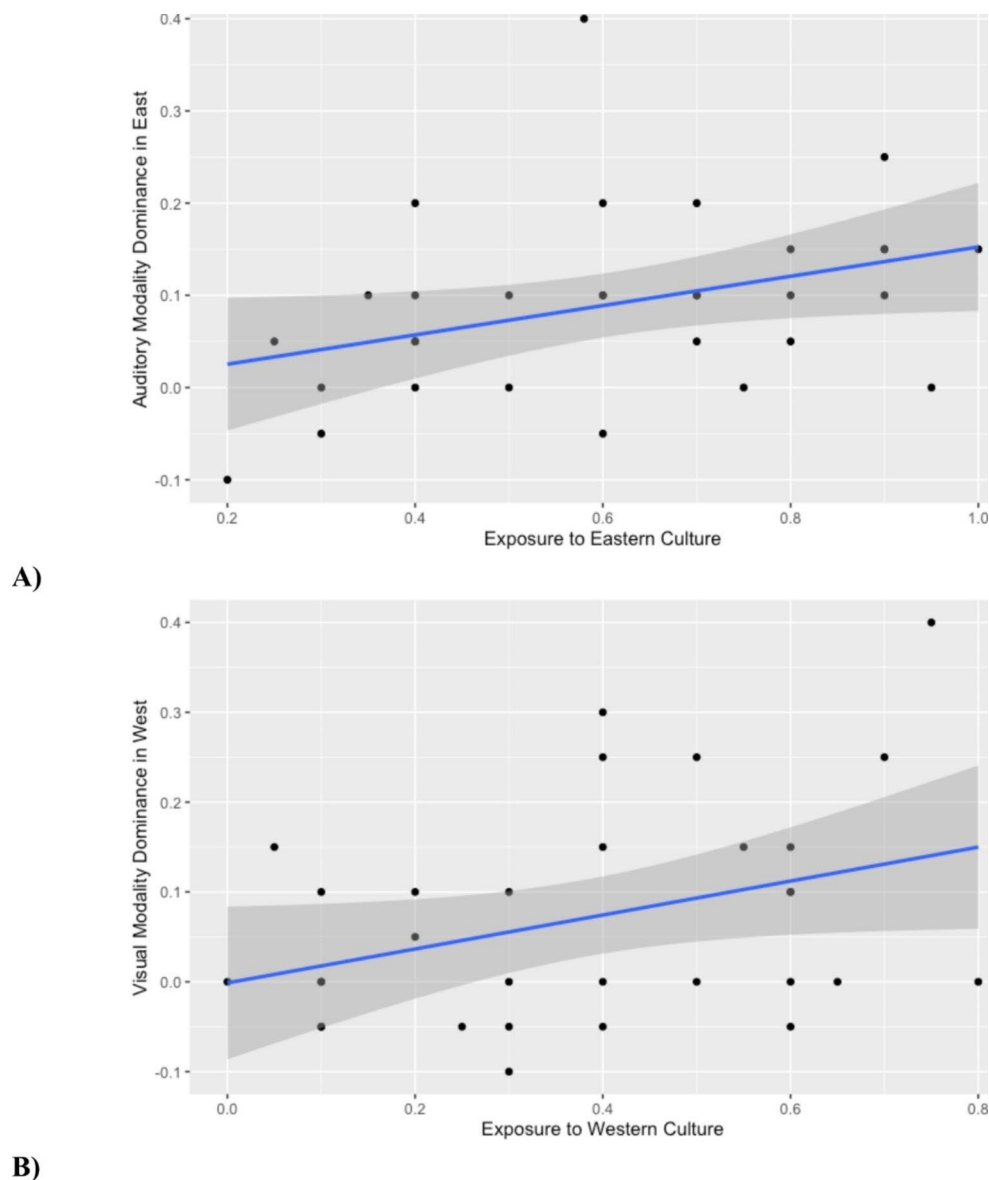 0.4
0.3
0.2
0.1
0.0
-0.1
Auditory Modality Dominance in East
0.2 0.4 0.6 0.8 1.0
Exposure to Eastern Culture
A)
0.4
0.3
0.2
0.1
0.0
-0.1
Visual Modality Dominance in West
0.0 0.2 0.4 0.6 0.8
Exposure to Western Culture
B)